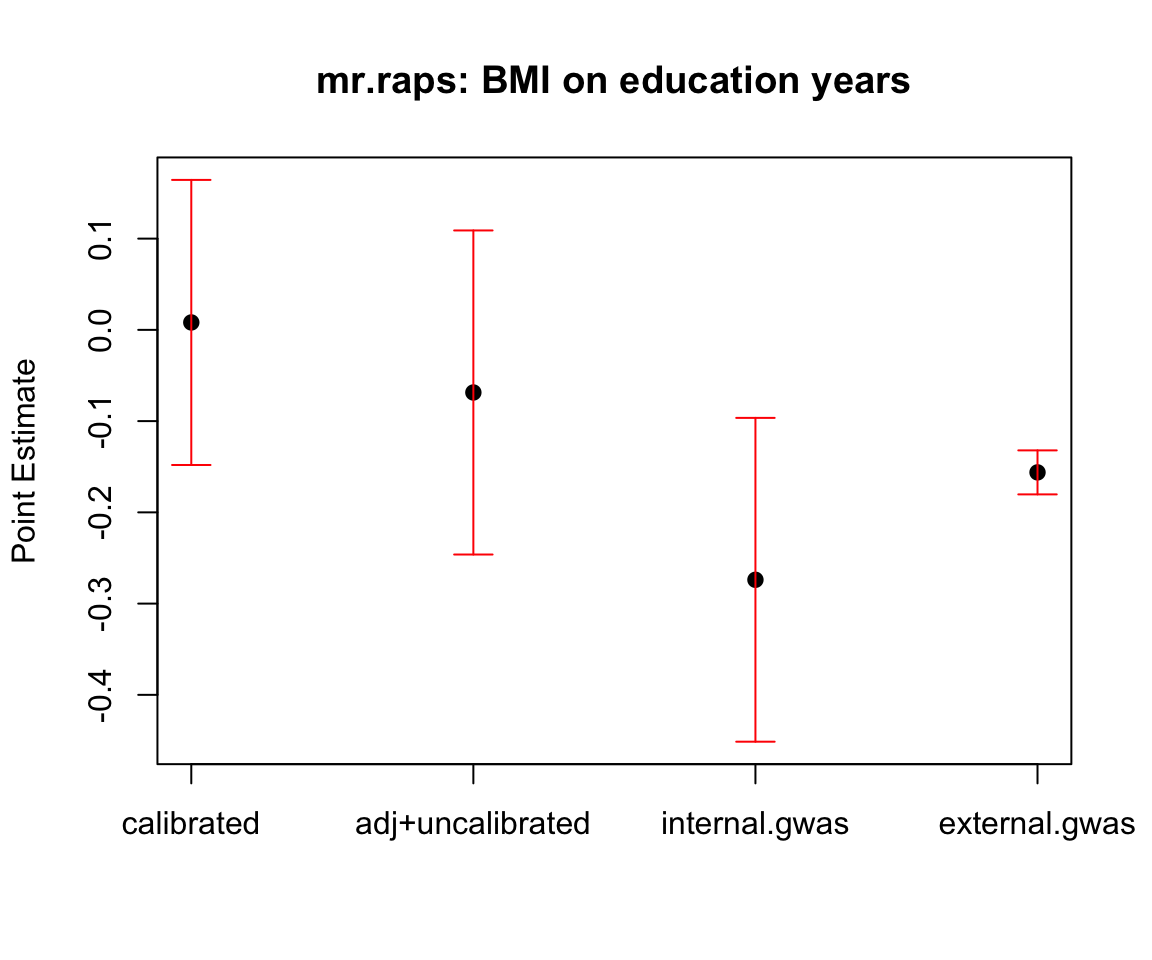 mr.raps: BMI on education years
Point Estimate
0.1
0.0
-0.1
-0.2
-0.3
-0.4
calibrated
adj+uncalibrated
internal.gwas
external.gwas